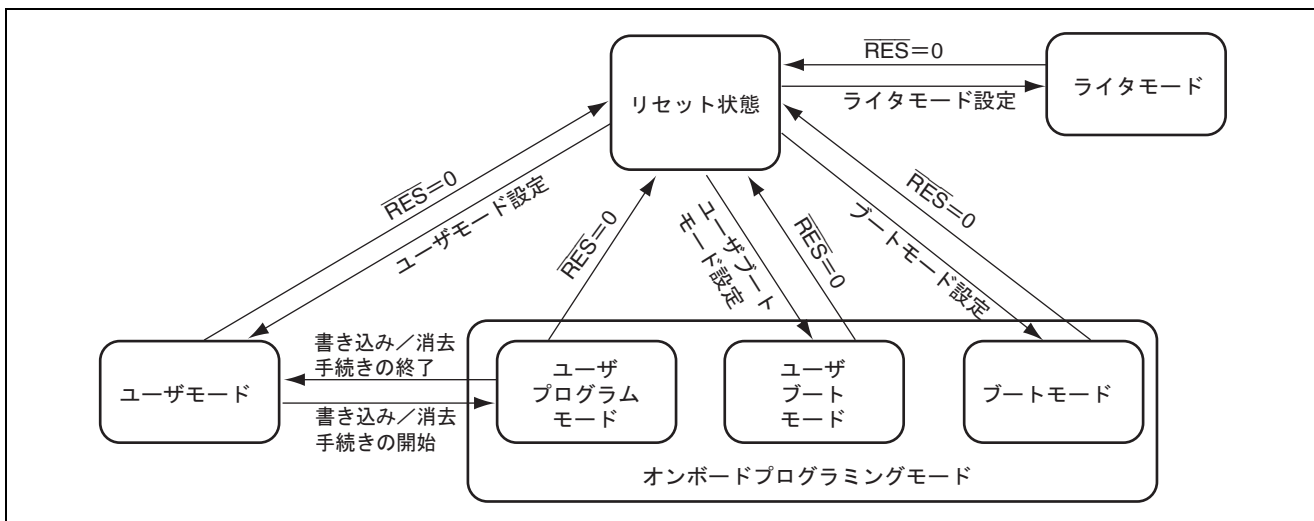 R̅E̅S̅=0
リセット状態
ライタモード設定
ライタモード
R̅E̅S̅=0
ユーザモード設定
R̅E̅S̅=0
ユーザブート
モード設定
R̅E̅S̅=0
R̅E̅S̅=0
ブートモード設定
ユーザモード
書き込み/消去
手続きの終了
書き込み/消去
手続きの開始
ユーザ
プログラム
モード
ユーザ
ブート
モード
ブートモード
オンボードプログラミングモード